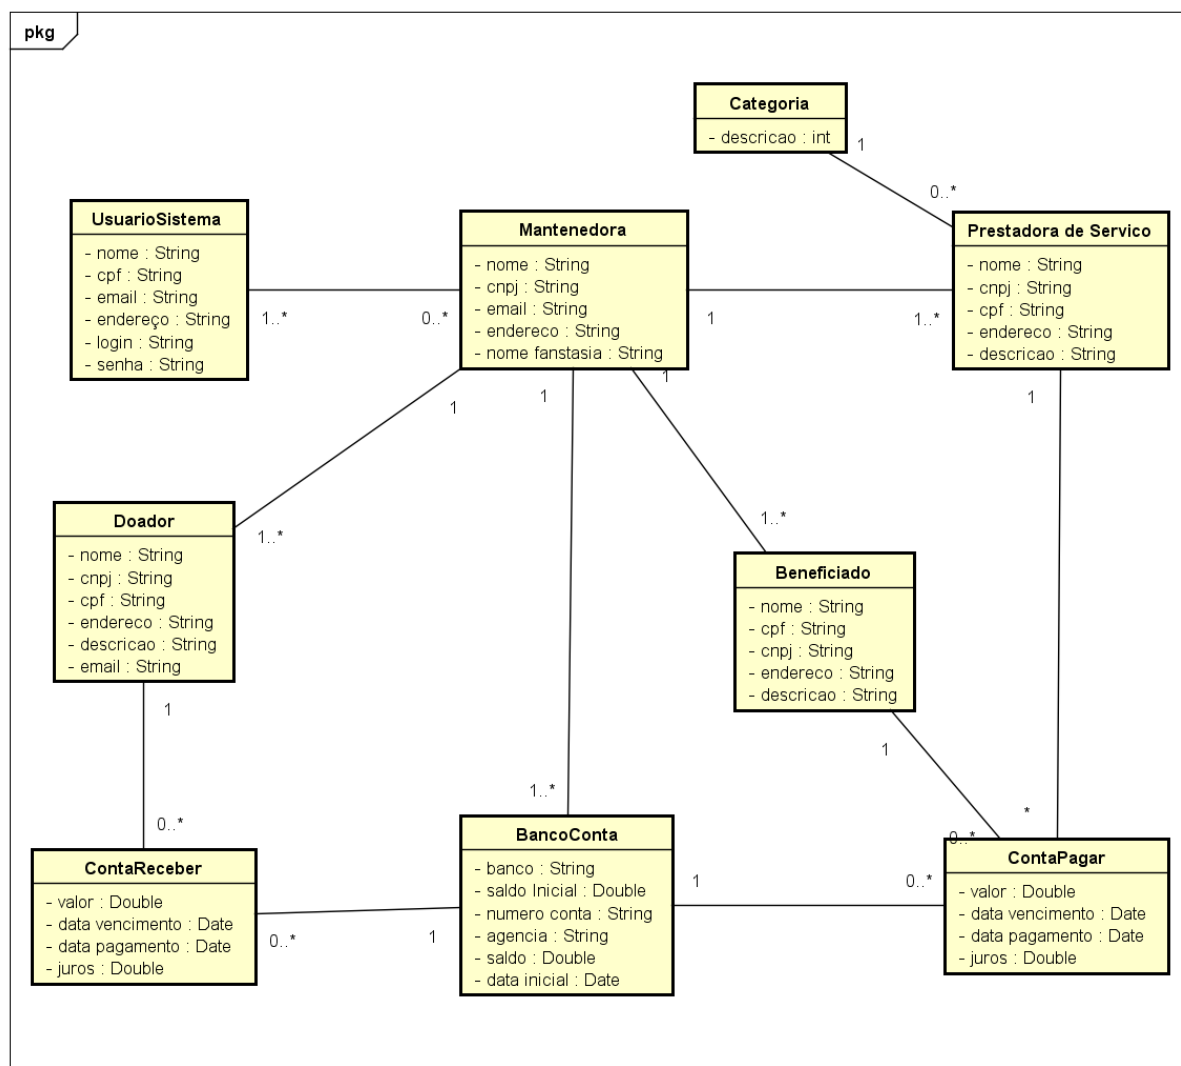 pkg
Categoria
- descricao : int
1
0..*
UsuarioSistema
- nome : String
- cpf : String
- email : String
- endereço : String
- login : String
- senha : String
1..*
0..*
Mantenedora
- nome : String
- cnpj : String
- email : String
- endereco : String
- nome fanstasia : String
1
1..*
Prestadora de Servico
- nome : String
- cnpj : String
- cpf : String
- endereco : String
- descricao : String
1
1
1
1
1..*
1..*
Doador
- nome : String
- cnpj : String
- cpf : String
- endereco : String
- descricao : String
- email : String
Beneficiado
- nome : String
- cpf : String
- cnpj : String
- endereco : String
- descricao : String
1
1
1..*
*
0..*
0..*
ContaReceber
- valor : Double
- data vencimento : Date
- data pagamento : Date
- juros : Double
0..*
1
BancoConta
- banco : String
- saldo Inicial : Double
- numero conta : String
- agencia : String
- saldo : Double
- data inicial : Date
1
0..*
ContaPagar
- valor : Double
- data vencimento : Date
- data pagamento : Date
- juros : Double